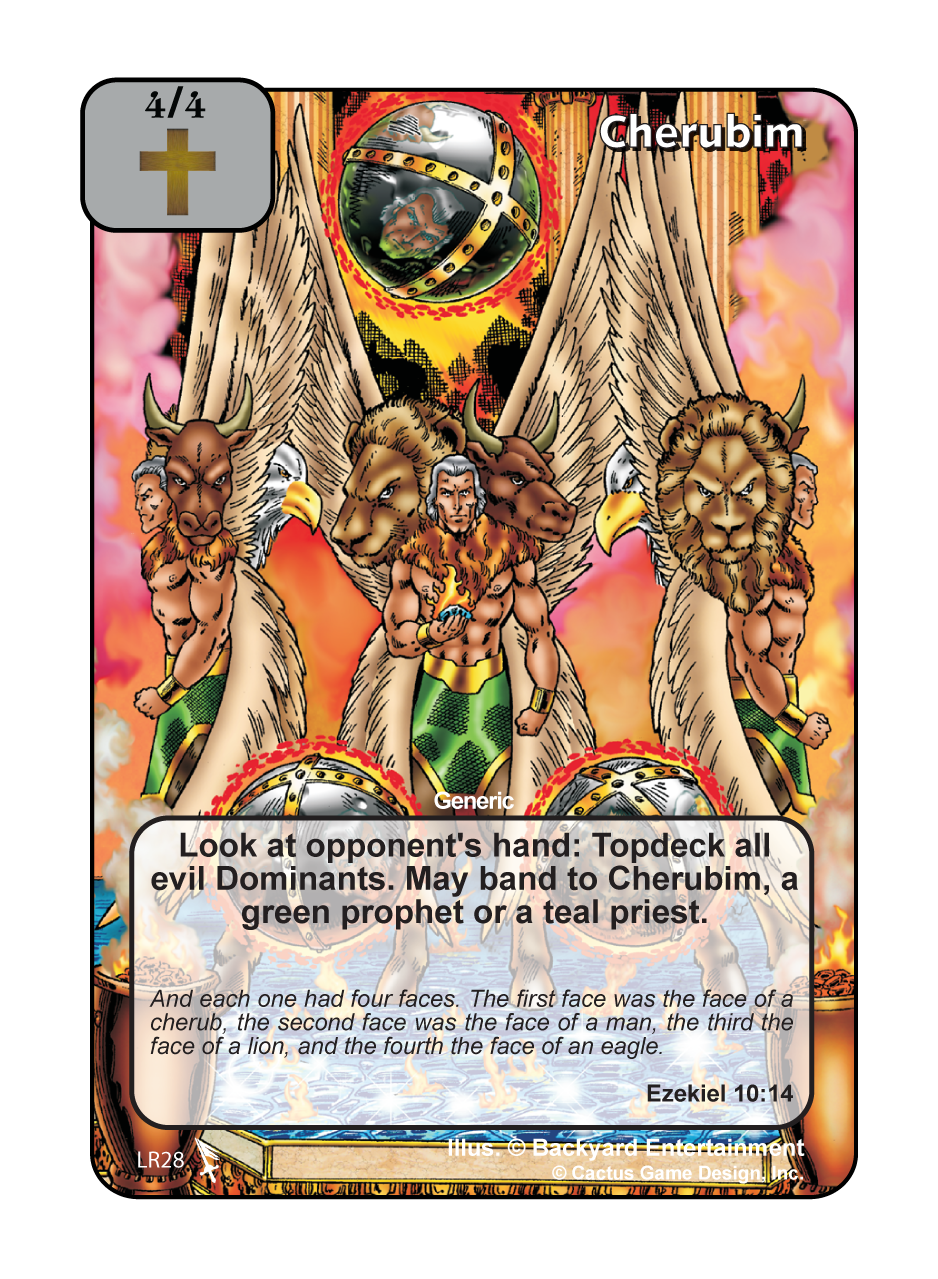 4/4
Cherubim
Generic
Look at opponent's hand: Topdeck all
evil Dominants. May band to Cherubim, a
green prophet or a teal priest.
And each one had four faces. The first face was the face of a
cherub, the second face was the face of a man, the third the
face of a lion, and the fourth the face of an eagle.
Ezekiel 10:14
LR28
Illus. © Backyard Entertainment
© Cactus Game Design, Inc.